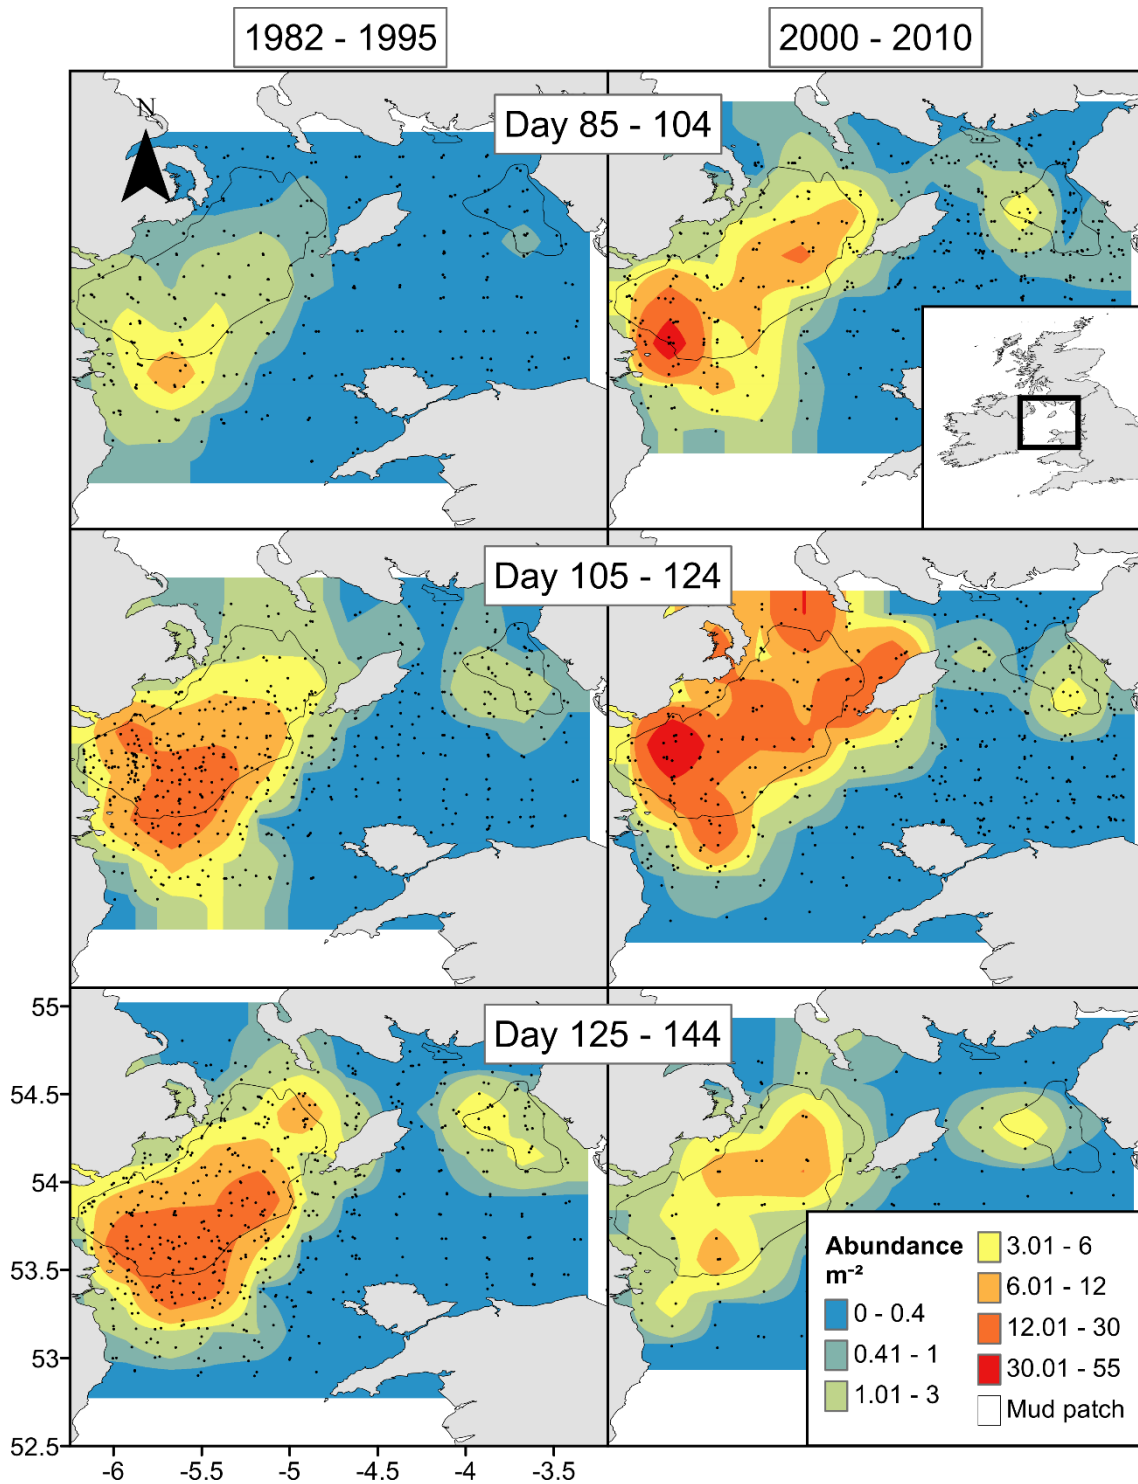 1982 - 1995
2000 - 2010
N
Day 85 - 104
Day 105 - 124
Day 125 - 144
55
54.5
54
53.5
53
52.5
-6
-5.5
-5
-4.5
-4
-3.5
Abundance
m⁻²
0 - 0.4
0.41 - 1
1.01 - 3
3.01 - 6
6.01 - 12
12.01 - 30
30.01 - 55
Mud patch